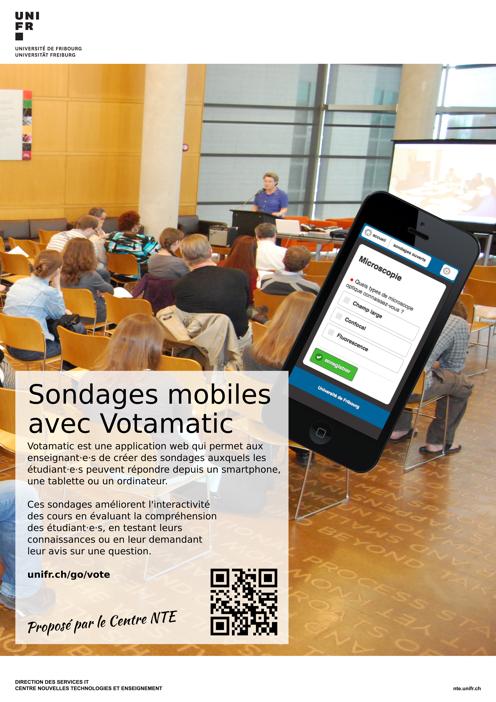 UNI
FR
UNIVERSITÉ DE FRIBOURG
UNIVERSITÄT FREIBURG
accueil
sondages ouverts
Microscopie
Quels types de microscope
optique connaissez-vous ?
Champ large
Confocal
Fluorescence
enregistrer
Université de Fribourg
Sondages mobiles
avec Votamatic
Votamatic est une application web qui permet aux
enseignant·e·s de créer des sondages auxquels les
étudiant·e·s peuvent répondre depuis un smartphone,
une tablette ou un ordinateur.
Ces sondages améliorent l'interactivité
des cours en évaluant la compréhension
des étudiant·e·s, en testant leurs
connaissances ou en leur demandant
leur avis sur une question.
unifr.ch/go/vote
Proposé par le Centre NTE
BEYOND
DIRECTION DES SERVICES IT
CENTRE NOUVELLES TECHNOLOGIES ET ENSEIGNEMENT
nte.unifr.ch